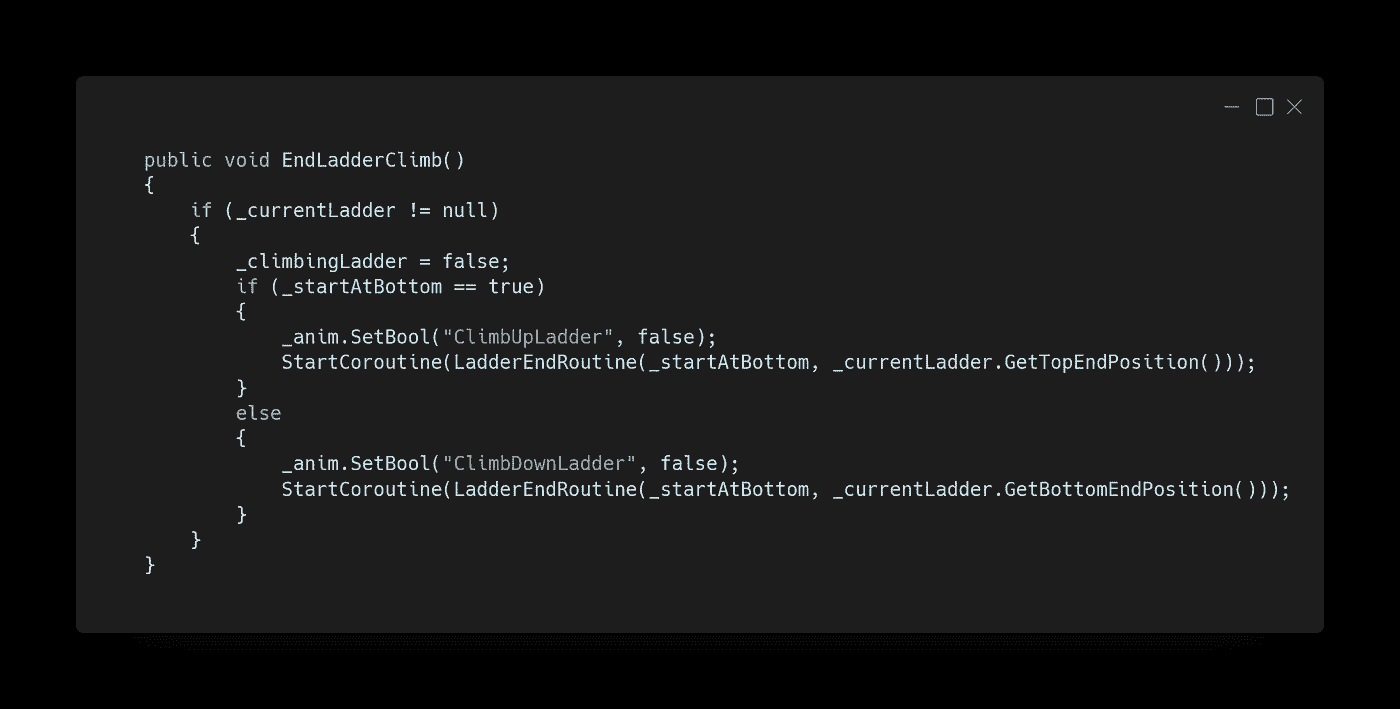 public void EndLadderClimb()
{
    if (_currentLadder != null)
    {
        _climbingLadder = false;
        if (_startAtBottom == true)
        {
            _anim.SetBool("ClimbUpLadder", false);
            StartCoroutine(LadderEndRoutine(_startAtBottom, _currentLadder.GetTopEndPosition()));
        }
        else
        {
            _anim.SetBool("ClimbDownLadder", false);
            StartCoroutine(LadderEndRoutine(_startAtBottom, _currentLadder.GetBottomEndPosition()));
        }
    }
}